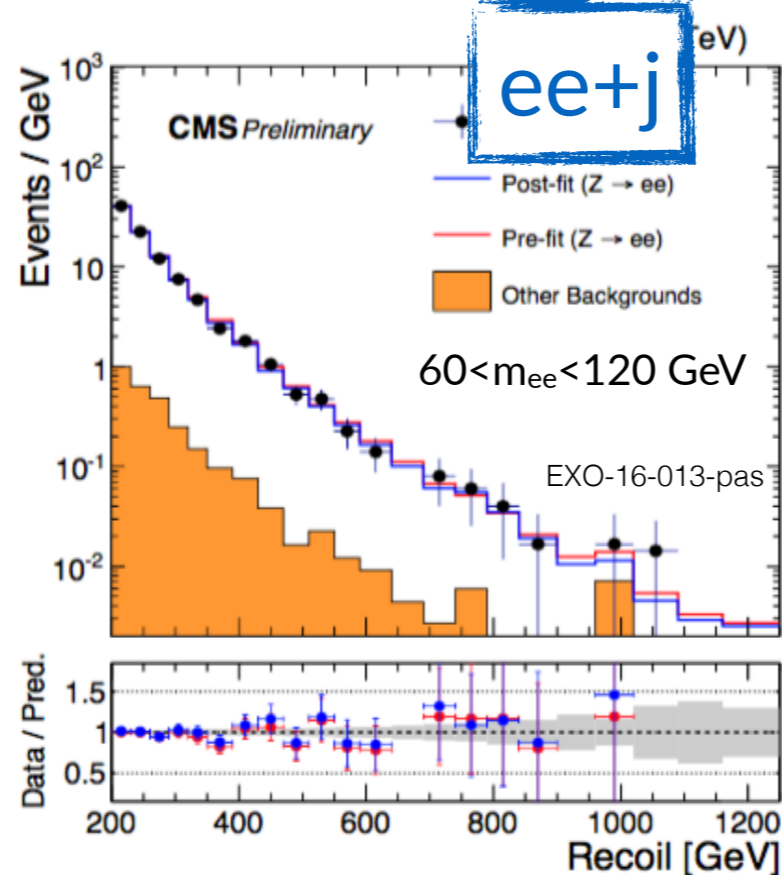 eV)
ee+j
10³
CMS Preliminary
10²
Post-fit (Z → ee)
Pre-fit (Z → ee)
10
Other Backgrounds
60<mₑₑ<120 GeV
1
10⁻¹
EXO-16-013-pas
10⁻²
Events / GeV
1.5
1
0.5
Data / Pred.
200 400 600 800 1000 1200
Recoil [GeV]